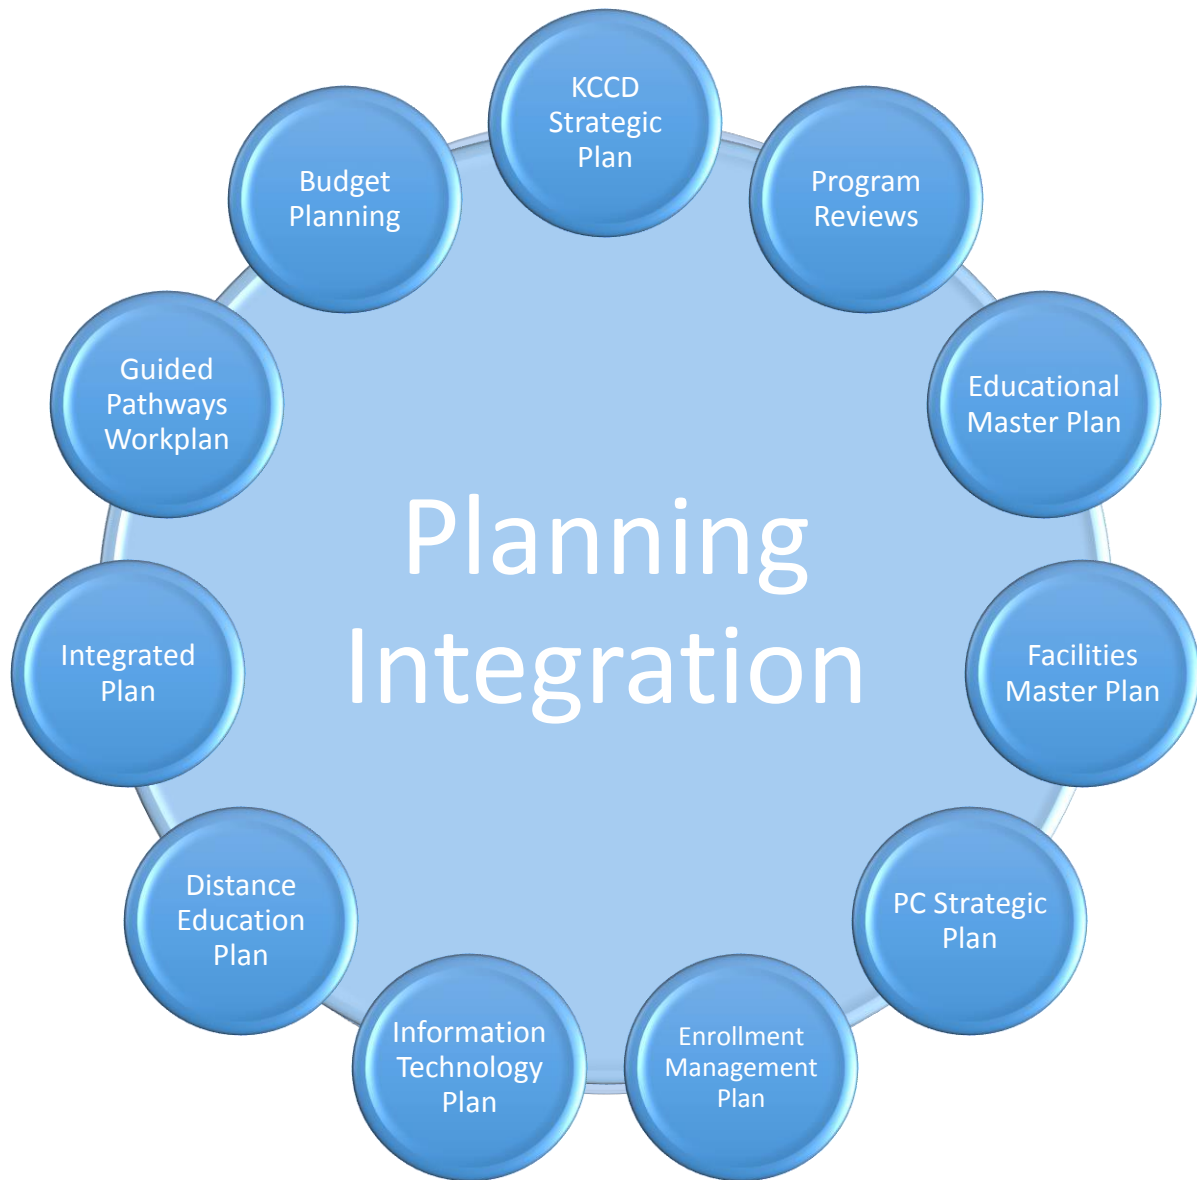 KCCD
Strategic
Plan
Program
Reviews
Educational
Master Plan
Facilities
Master Plan
PC Strategic
Plan
Enrollment
Management
Plan
Information
Technology
Plan
Distance
Education
Plan
Integrated
Plan
Guided
Pathways
Workplan
Budget
Planning
Planning
Integration